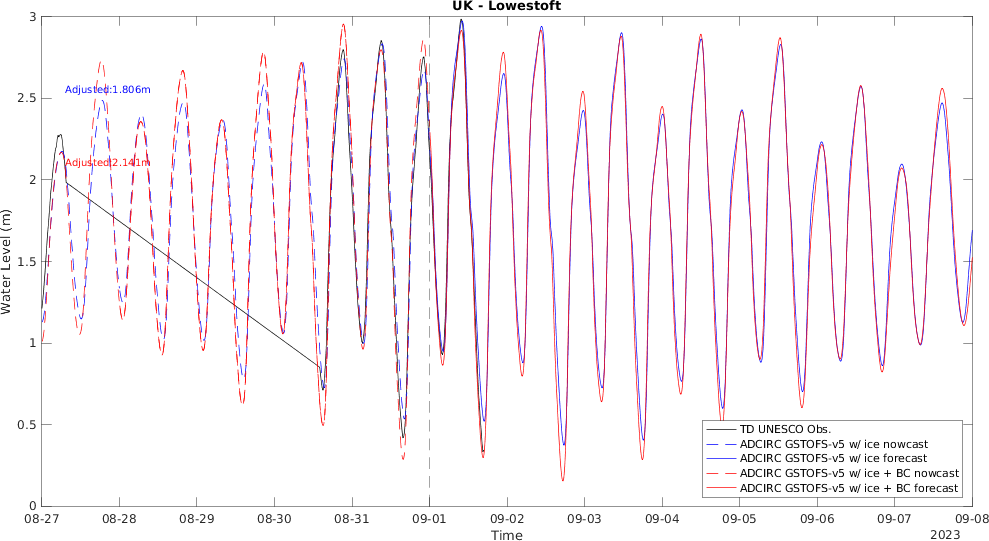 UK - Lowestoft
3
2.5
2
1.5
1
0.5
0
Water Level (m)
Adjusted:1.806m
Adjusted:2.141m
TD UNESCO Obs.
ADCIRC GSTOFS-v5 w/ ice nowcast
ADCIRC GSTOFS-v5 w/ ice forecast
ADCIRC GSTOFS-v5 w/ ice + BC nowcast
ADCIRC GSTOFS-v5 w/ ice + BC forecast
08-27 08-28 08-29 08-30 08-31 09-01 09-02 09-03 09-04 09-05 09-06 09-07 09-08
Time
2023